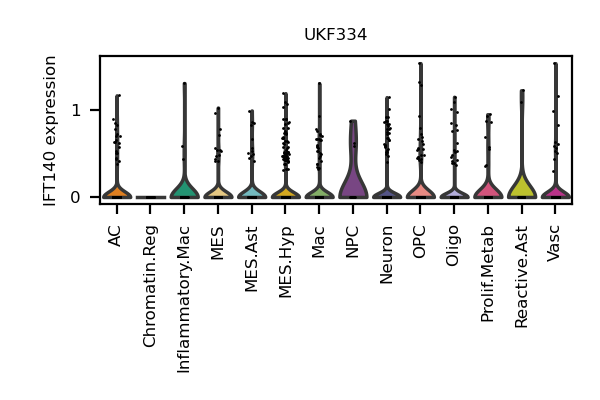 UKF334
IFT140 expression
1
0
AC
Chromatin.Reg
Inflammatory.Mac
MES
MES.Ast
MES.Hyp
Mac
NPC
Neuron
OPC
Oligo
Prolif.Metab
Reactive.Ast
Vasc